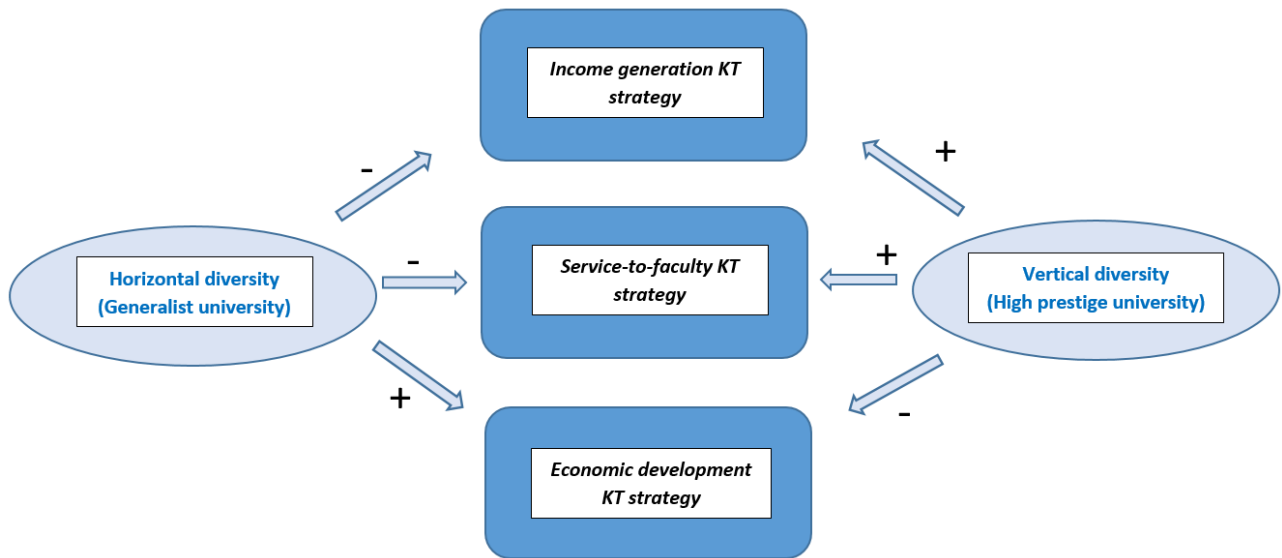 Income generation KT
strategy
-
+
Horizontal diversity
(Generalist university)
-
Service-to-faculty KT
strategy
+
Vertical diversity
(High prestige university)
+
-
Economic development
KT strategy